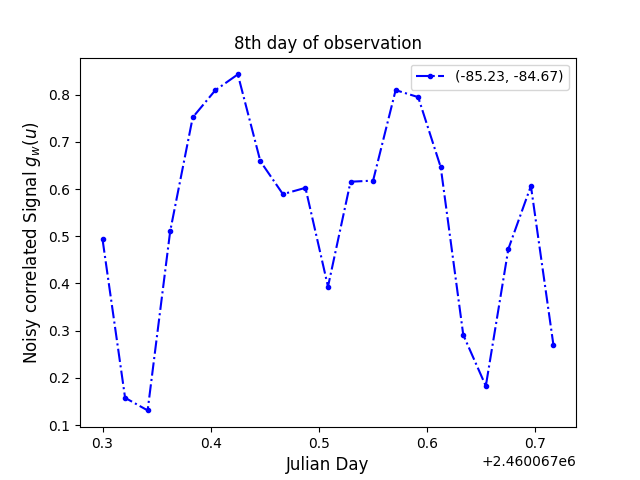 8th day of observation
(-85.23, -84.67)
Noisy correlated Signal g_w(u)
0.8
0.7
0.6
0.5
0.4
0.3
0.2
0.1
0.3 0.4 0.5 0.6 0.7
Julian Day
+2.460067e6